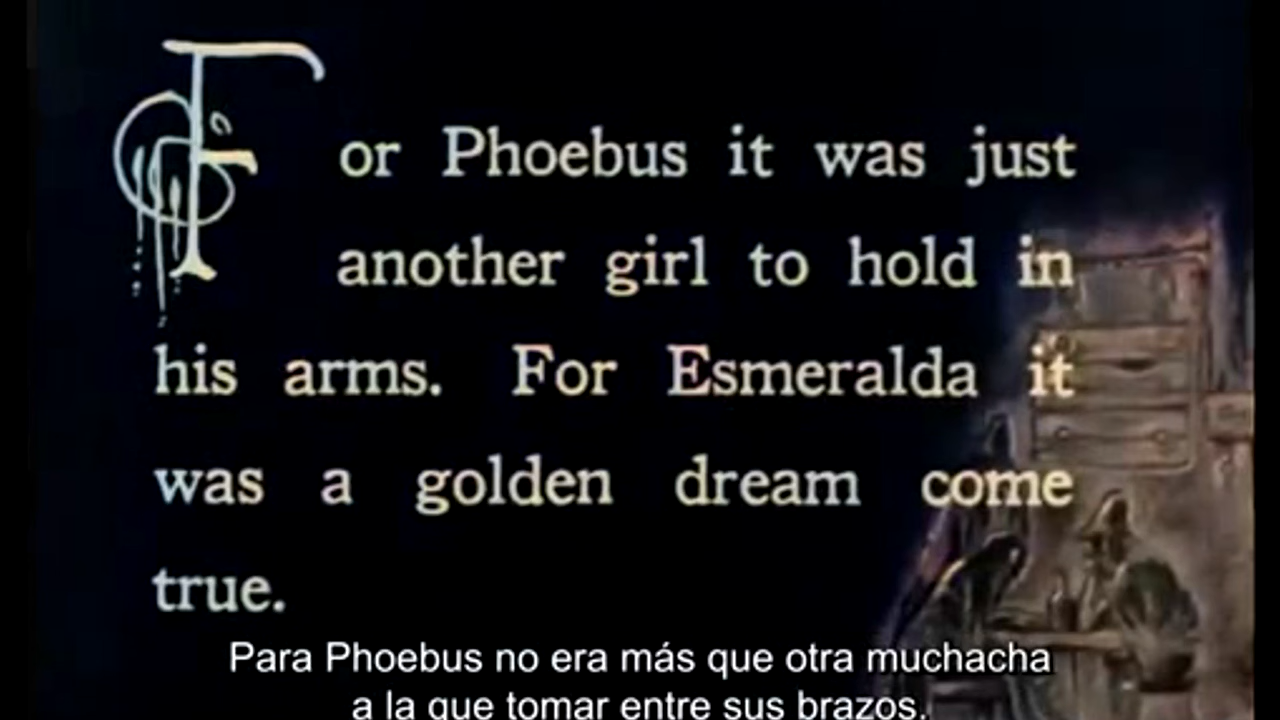 For Phoebus it was just
another girl to hold in
his arms. For Esmeralda it
was a golden dream come
true.
Para Phoebus no era más que otra muchacha
a la que tomar entre sus brazos.